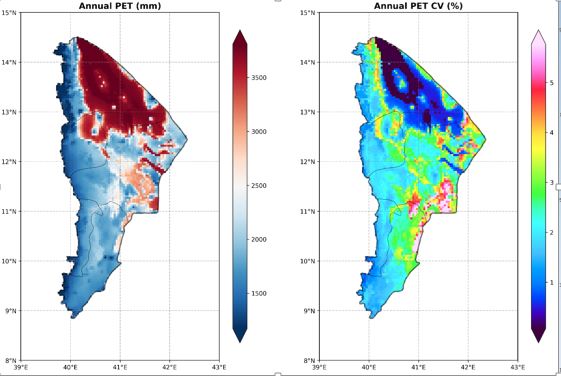 Annual PET (mm)
Annual PET CV (%)
15°N
14°N
13°N
12°N
11°N
10°N
9°N
8°N
39°E
40°E
41°E
42°E
43°E
3500
3000
2500
2000
1500
15°N
14°N
13°N
12°N
11°N
10°N
9°N
8°N
39°E
40°E
41°E
42°E
43°E
5
4
3
2
1